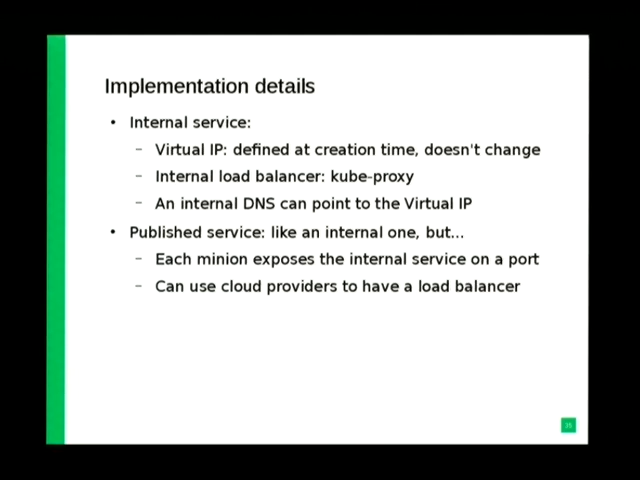 Implementation details
• Internal service:
– Virtual IP: defined at creation time, doesn't change
– Internal load balancer: kube-proxy
– An internal DNS can point to the Virtual IP
• Published service: like an internal one, but...
– Each minion exposes the internal service on a port
– Can use cloud providers to have a load balancer